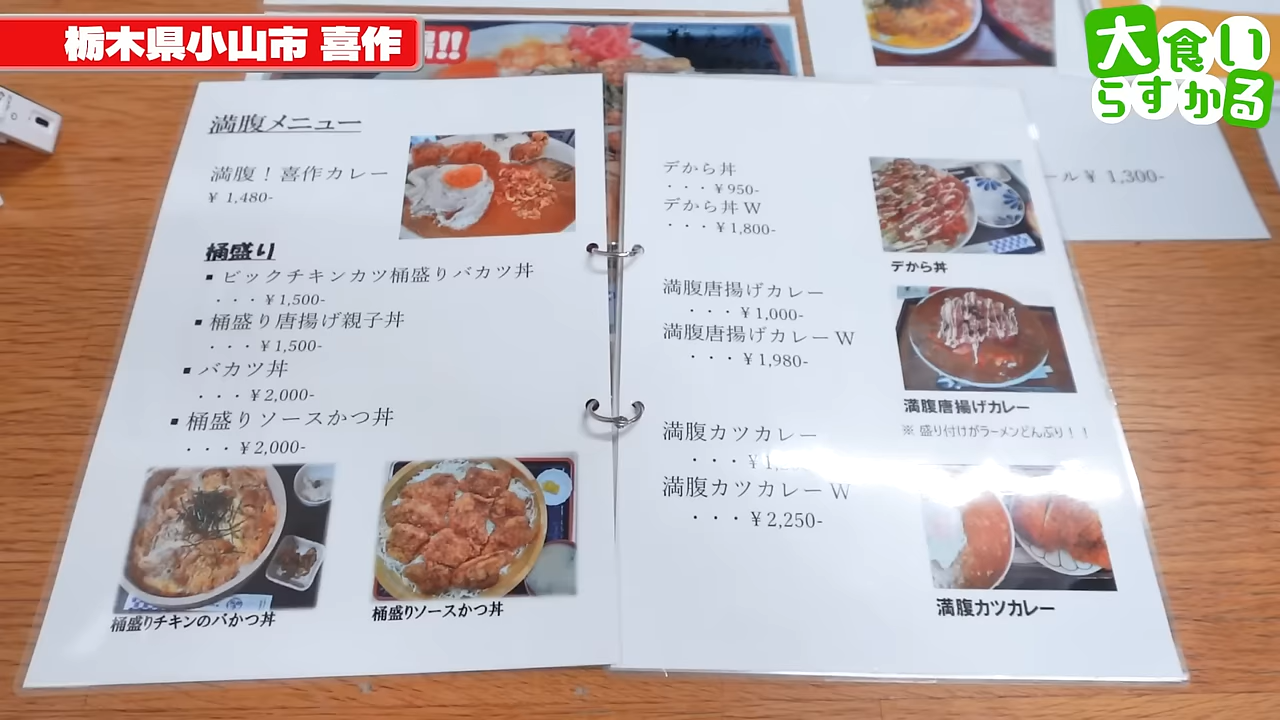 栃木県小山市 喜作
!!
大食い
らすかる
満腹メニュー
満腹！喜作カレー
¥ 1,480-
桶盛り
▪ ビックチキンカツ桶盛りバカツ丼
・・・¥1,500-
▪ 桶盛り唐揚げ親子丼
・・・¥1,500-
▪ バカツ丼
・・・¥2,000-
▪ 桶盛りソースかつ丼
・・・¥2,000-
桶盛りチキンのバかつ丼
桶盛りソースかつ丼
デから丼
・・・¥950-
デから丼W
・・・¥1,800-
デから丼
満腹唐揚げカレー
・・・¥1,000-
満腹唐揚げカレーW
・・・¥1,980-
満腹唐揚げカレー
※ 盛り付けがラーメンどんぶり！！
満腹カツカレー
満腹カツカレーW
・・・¥2,250-
満腹カツカレー
ール¥ 1,300-